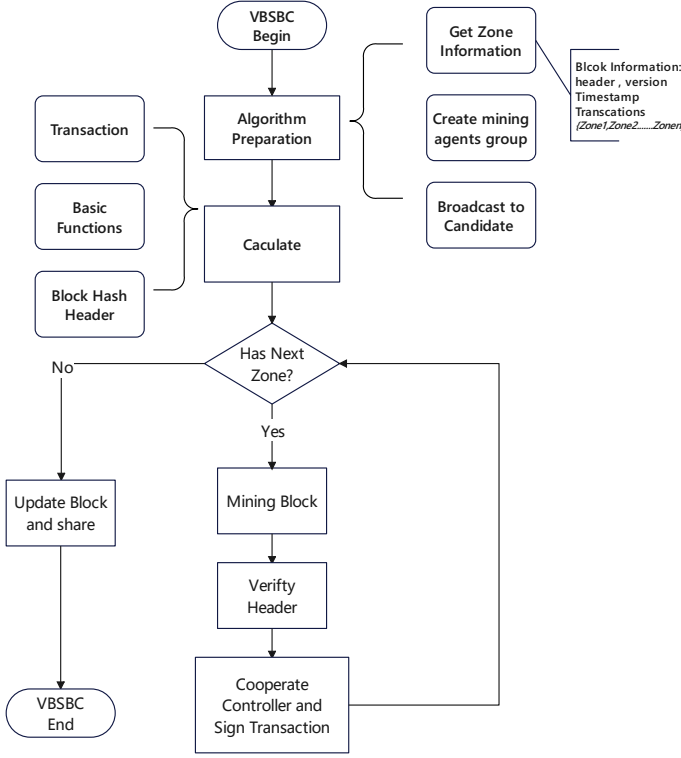 VBSBC
Begin
Get Zone
Information
Blcok Information:
header , version
Timestamp
Transcations
(Zone1,Zone2.......Zonen
Algorithm
Preparation
Create mining
agents group
Transaction
Broadcast to
Candidate
Basic
Functions
Caculate
Block Hash
Header
Has Next
Zone?
No
Yes
Mining Block
Update Block
and share
Verifty
Header
Cooperate
Controller and
Sign Transaction
VBSBC
End